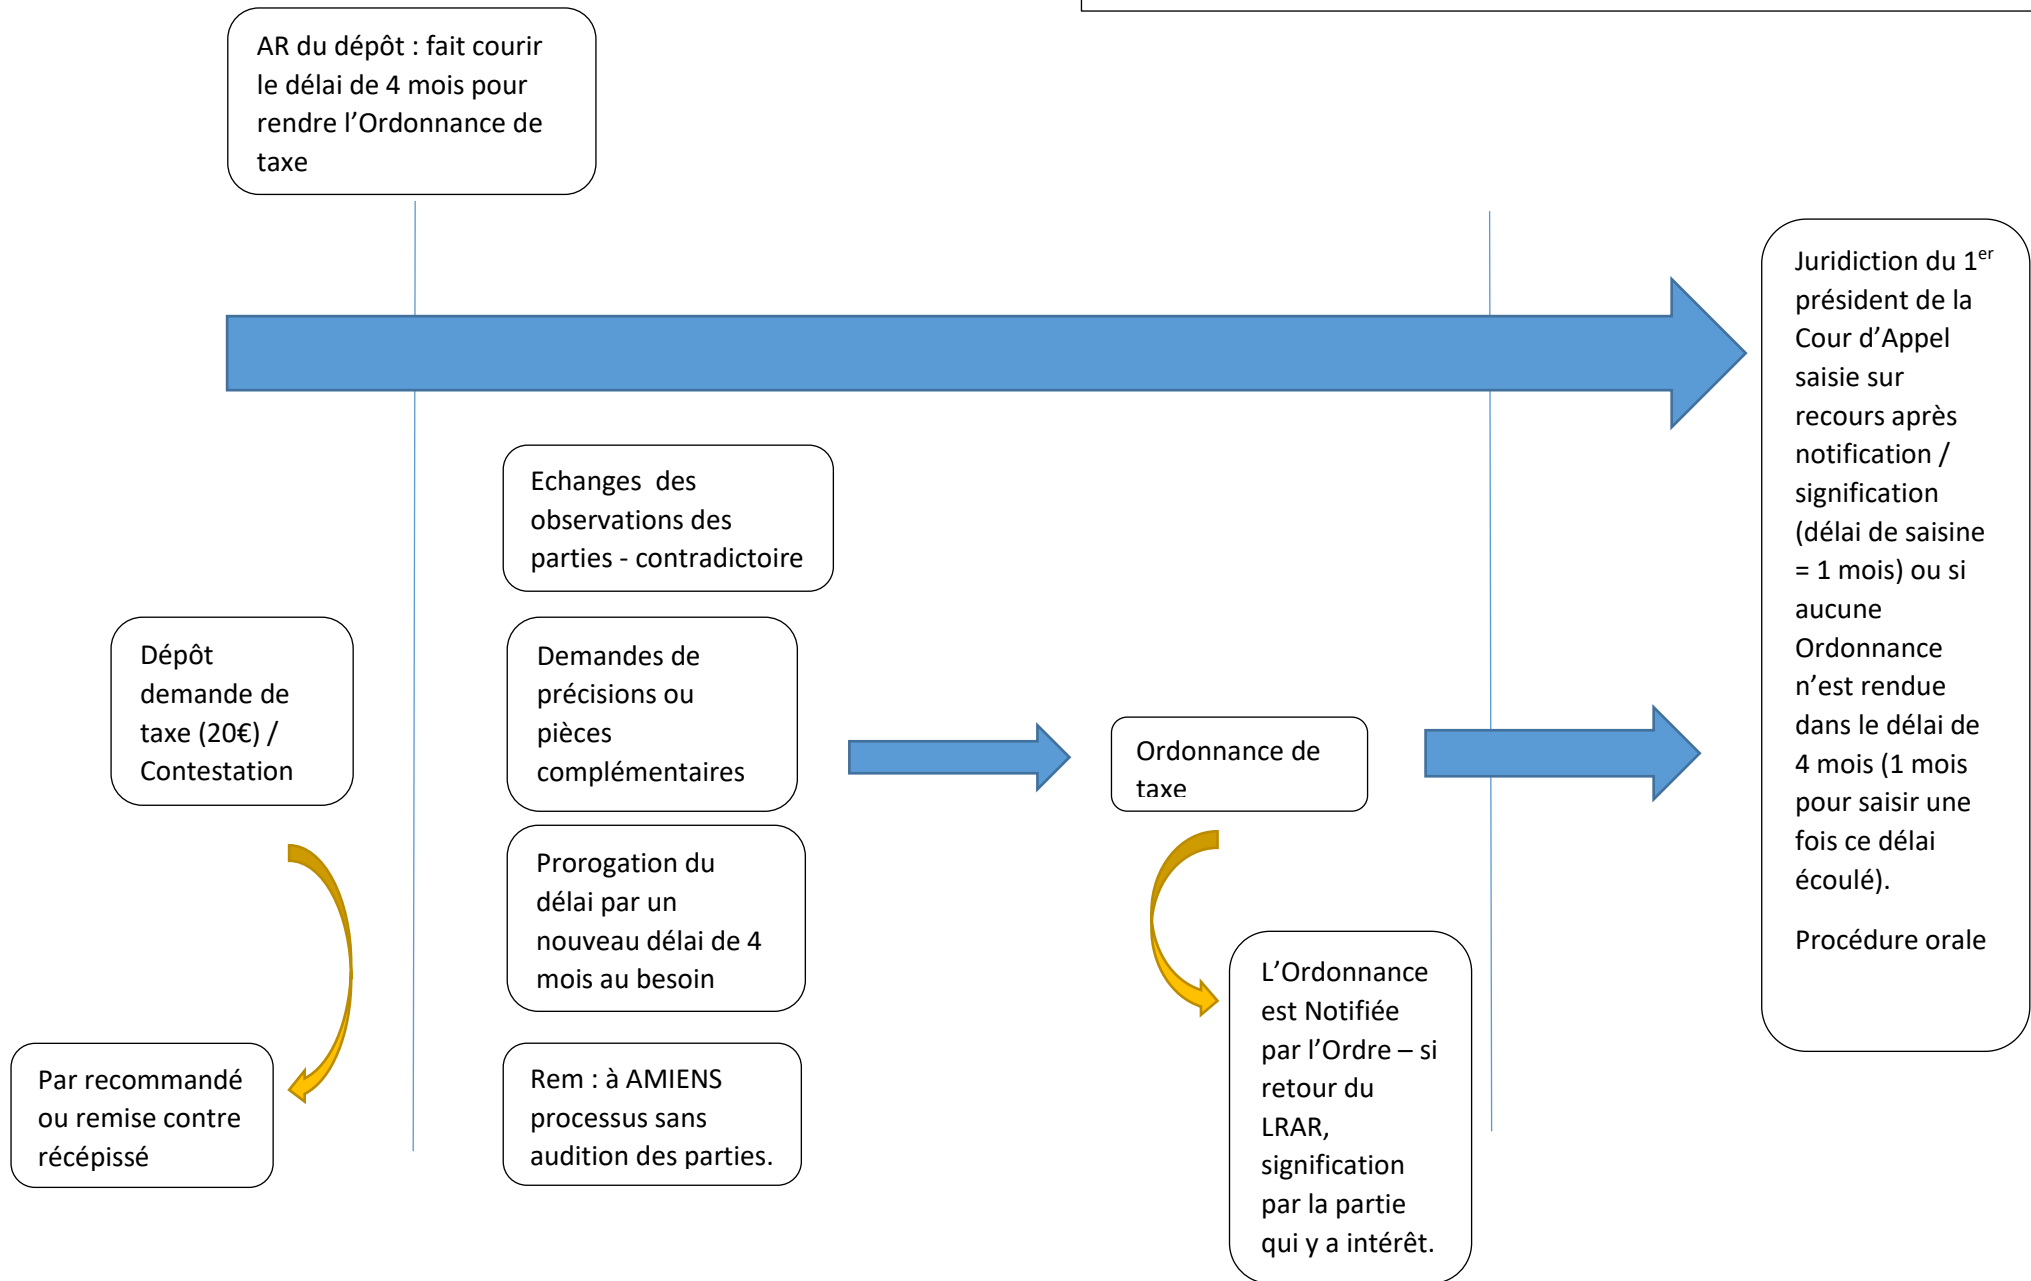 AR du dépôt : fait courir
le délai de 4 mois pour
rendre l’Ordonnance de
taxe
Dépôt
demande de
taxe (20€) /
Contestation
Par recommandé
ou remise contre
récépissé
Echanges  des
observations des
parties - contradictoire
Demandes de
précisions ou
pièces
complémentaires
Prorogation du
délai par un
nouveau délai de 4
mois au besoin
Rem : à AMIENS
processus sans
audition des parties.
Ordonnance de
taxe
L’Ordonnance
est Notifiée
par l’Ordre – si
retour du
LRAR,
signification
par la partie
qui y a intérêt.
Juridiction du 1er
président de la
Cour d’Appel
saisie sur
recours après
notification /
signification
(délai de saisine
= 1 mois) ou si
aucune
Ordonnance
n’est rendue
dans le délai de
4 mois (1 mois
pour saisir une
fois ce délai
écoulé).
Procédure orale